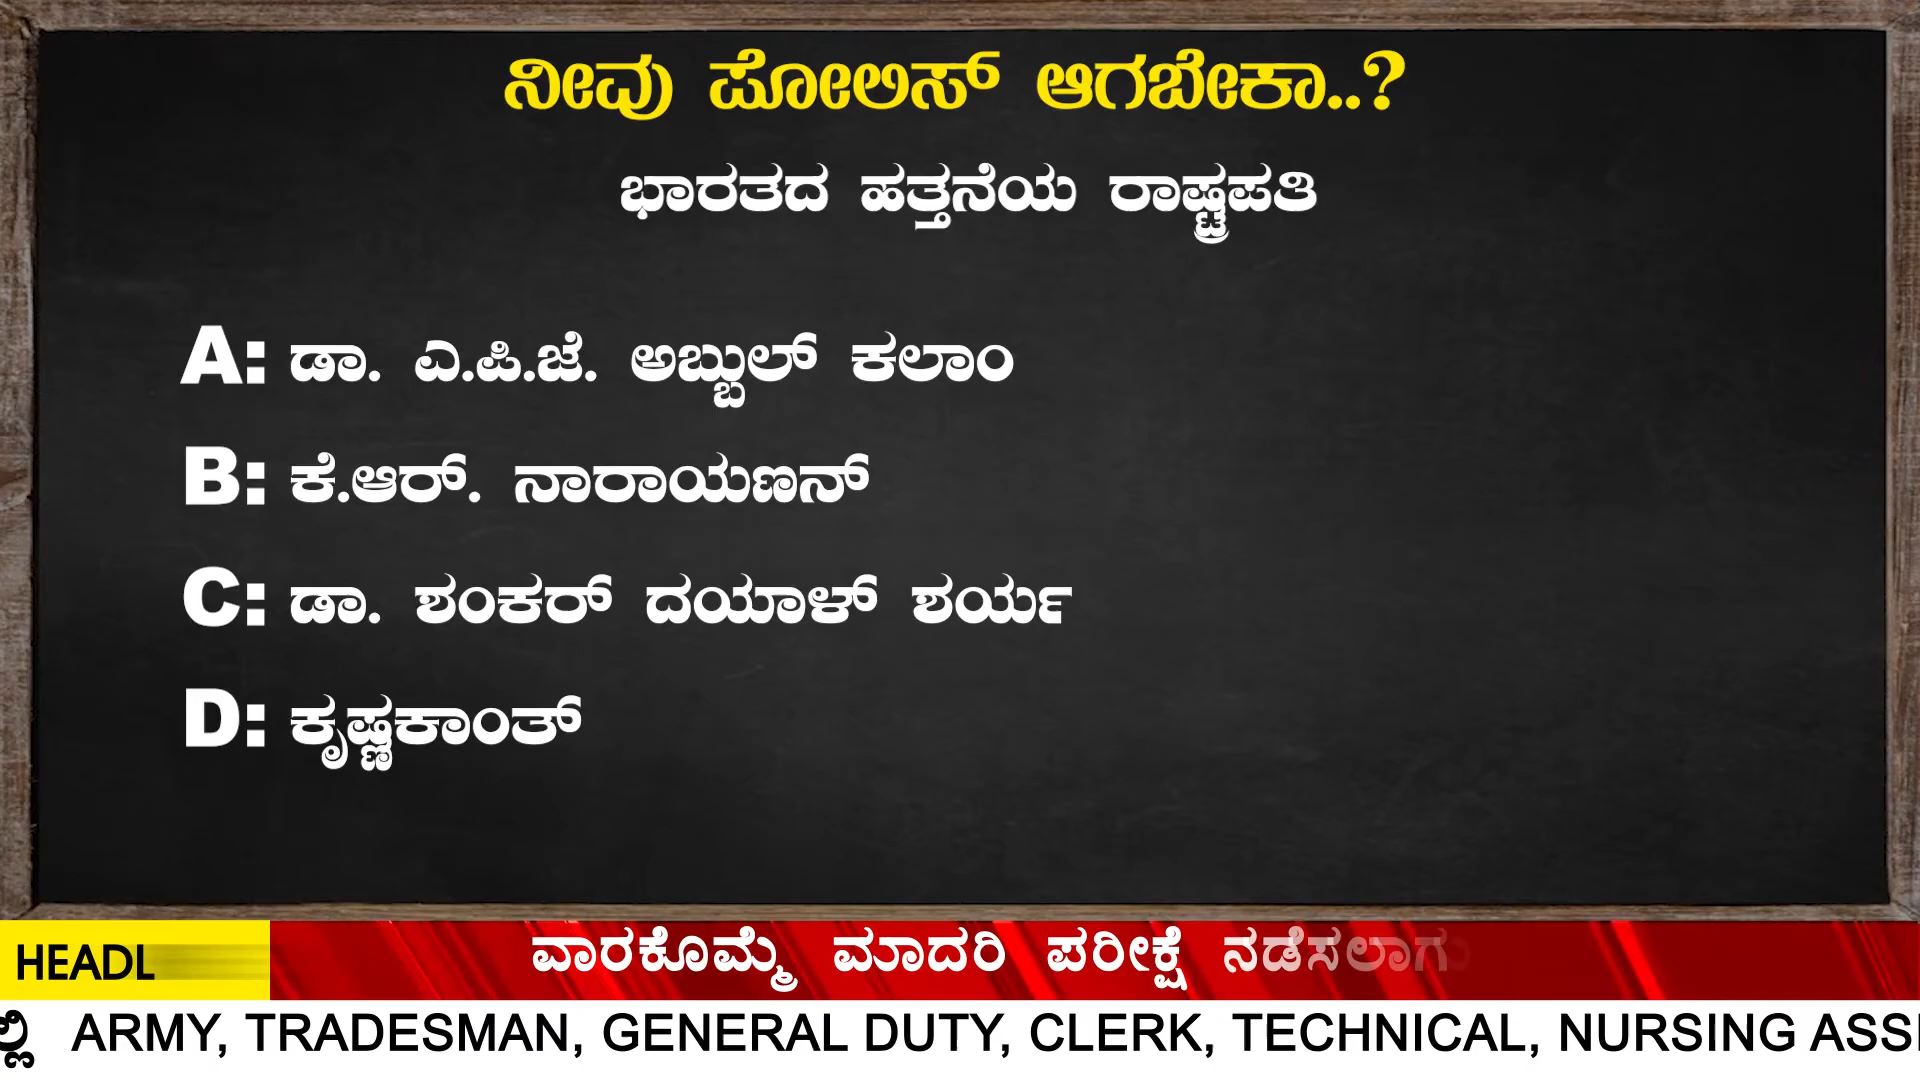 ನೀವು ಪೋಲಿಸ್ ಆಗಬೇಕಾ..?
ಭಾರತದ ಹತ್ತನೆಯ ರಾಷ್ಟ್ರಪತಿ
A: ಡಾ. ಎ.ಪಿ.ಜೆ. ಅಬ್ಬುಲ್ ಕಲಾಂ
B: ಕೆ.ಆರ್. ನಾರಾಯಣನ್
C: ಡಾ. ಶಂಕರ್ ದಯಾಳ್ ಶರ್ಯ
D: ಕೃಷ್ಣಕಾಂತ್
HEADL
ವಾರಕೊಮ್ಮೆ ಮಾದರಿ ಪರೀಕ್ಷೆ ನಡೆಸಲಾಗು
ಲ್ಲಿ ARMY, TRADESMAN, GENERAL DUTY, CLERK, TECHNICAL, NURSING ASSI